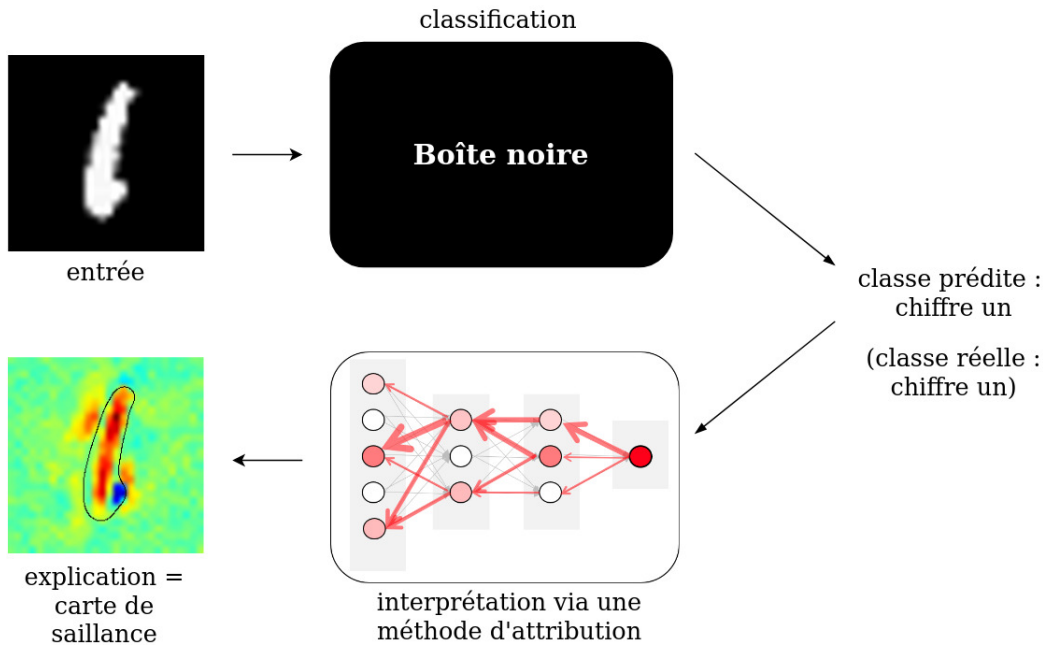 classification
Boîte noire
entrée
classe prédite :
chiffre un
(classe réelle :
chiffre un)
explication =
carte de
saillance
interprétation via une
méthode d'attribution